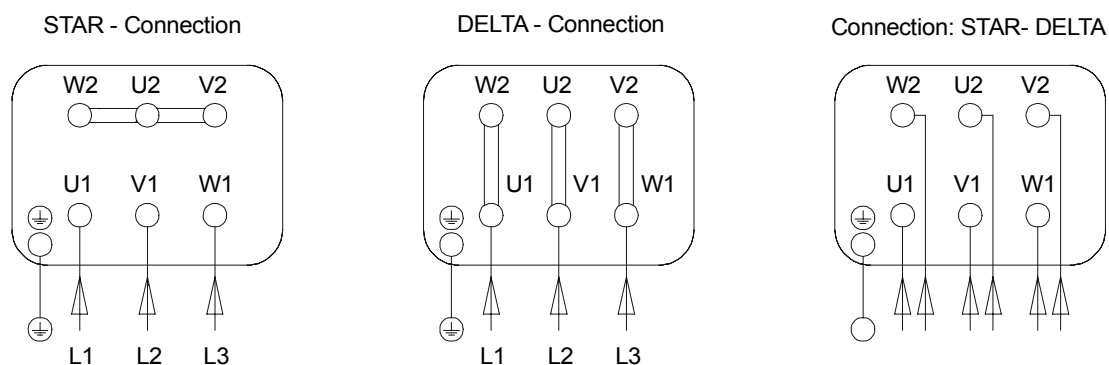 STAR - Connection
W2 U2 V2
U1 V1 W1
L1 L2 L3
DELTA - Connection
W2 U2 V2
U1 V1 W1
L1 L2 L3
Connection: STAR- DELTA
W2 U2 V2
U1 V1 W1